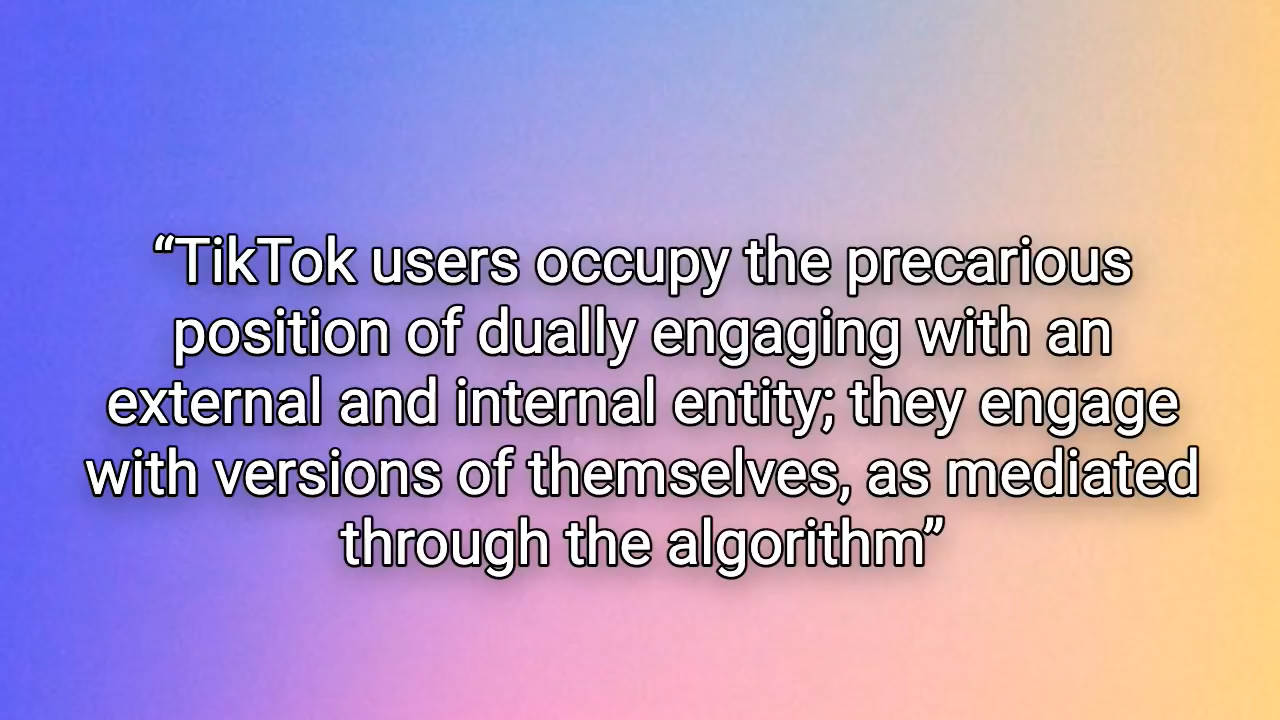 “TikTok users occupy the precarious
position of dually engaging with an
external and internal entity; they engage
with versions of themselves, as mediated
through the algorithm”